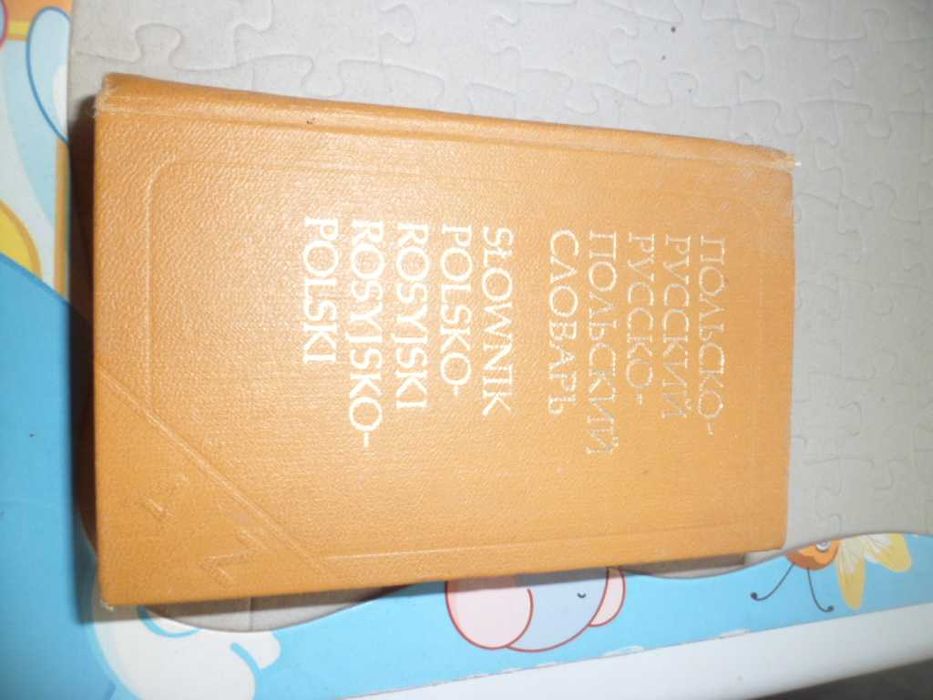 ПОЛЬСКО-
РУССКИЙ
РУССКО-
ПОЛЬСКИЙ
СЛОВАРЬ
SŁOWNIK
POLSKO-
ROSYJSKI
ROSYJSKO-
POLSKI